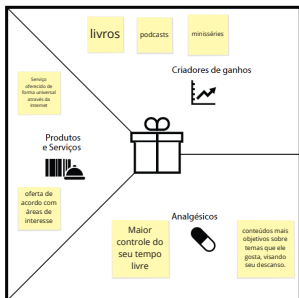 livros
podcasts
minisséries
Criadores de ganhos
Serviço
oferecido de
forma universal
através da
internet
Produtos
e Serviços
oferta de
acordo com
áreas de
interesse
Analgésicos
Maior
controle do
seu tempo
livre
conteúdos mais
objetivos sobre
temas que ele
gosta, visando
seu descanso.